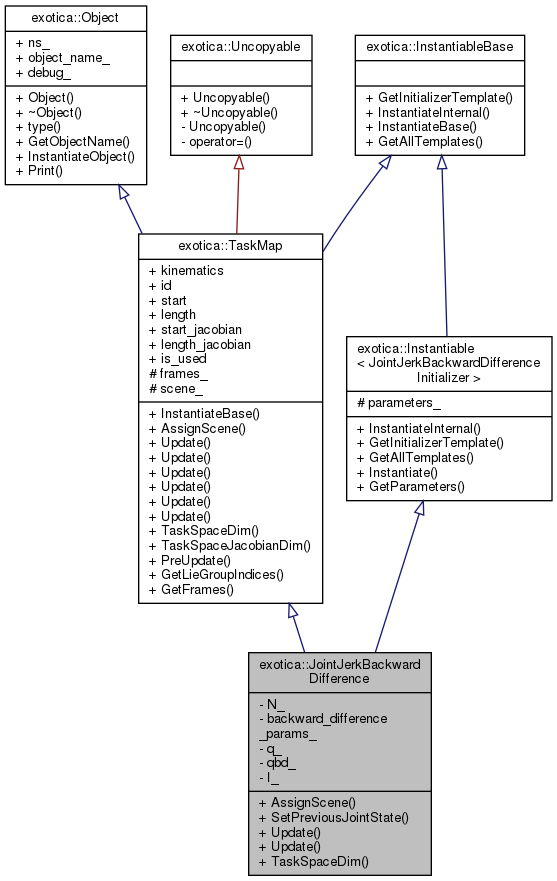 exotica::Object
+ ns_
+ object_name_
+ debug_
+ Object()
+ ~Object()
+ type()
+ GetObjectName()
+ InstantiateObject()
+ Print()
exotica::Uncopyable
+ Uncopyable()
+ ~Uncopyable()
- Uncopyable()
- operator=()
exotica::InstantiableBase
+ GetInitializerTemplate()
+ InstantiateInternal()
+ InstantiateBase()
+ GetAllTemplates()
exotica::TaskMap
+ kinematics
+ id
+ start
+ length
+ start_jacobian
+ length_jacobian
+ is_used
# frames_
# scene_
+ InstantiateBase()
+ AssignScene()
+ Update()
+ Update()
+ Update()
+ Update()
+ Update()
+ Update()
+ TaskSpaceDim()
+ TaskSpaceJacobianDim()
+ PreUpdate()
+ GetLieGroupIndices()
+ GetFrames()
exotica::Instantiable
< JointJerkBackwardDifference
Initializer >
# parameters_
+ InstantiateInternal()
+ GetInitializerTemplate()
+ GetAllTemplates()
+ Instantiate()
+ GetParameters()
exotica::JointJerkBackward
Difference
- N_
- backward_difference
_params_
- q_
- qbd_
- I_
+ AssignScene()
+ SetPreviousJointState()
+ Update()
+ Update()
+ TaskSpaceDim()